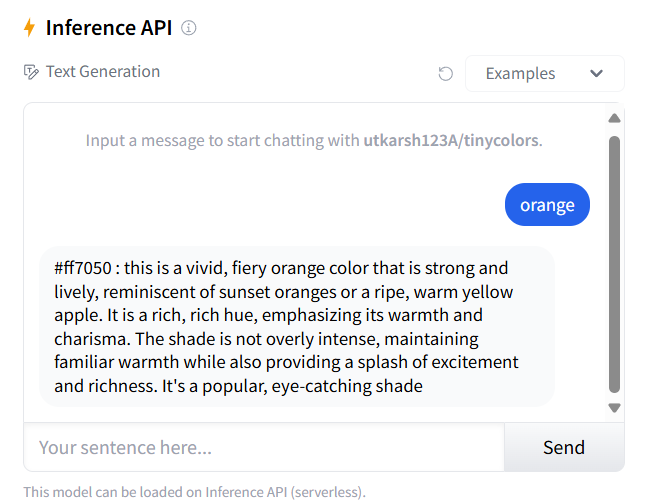 Inference API
Text Generation
Examples
Input a message to start chatting with utkarsh123A/tinycolors.
orange
#ff7050 : this is a vivid, fiery orange color that is strong and
lively, reminiscent of sunset oranges or a ripe, warm yellow
apple. It is a rich, rich hue, emphasizing its warmth and
charisma. The shade is not overly intense, maintaining
familiar warmth while also providing a splash of excitement
and richness. It's a popular, eye-catching shade
Your sentence here...
Send
This model can be loaded on Inference API (serverless).